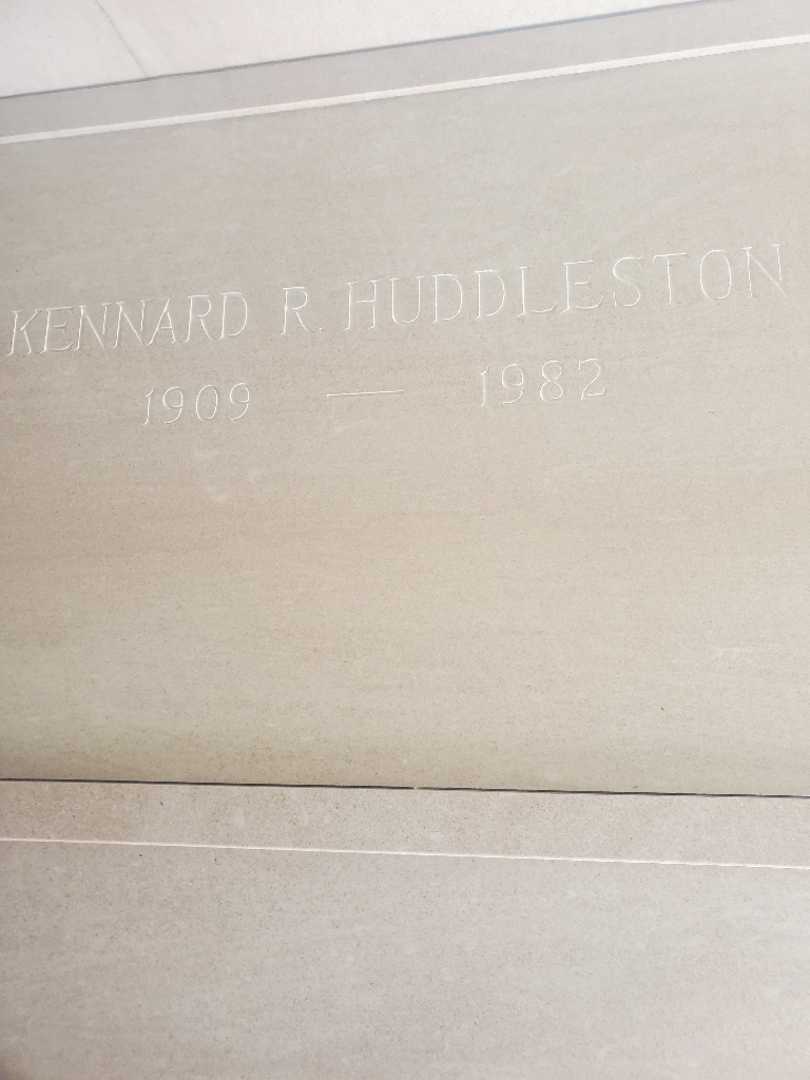 KENNARD R. HUDDLESTON
1909 — 1982